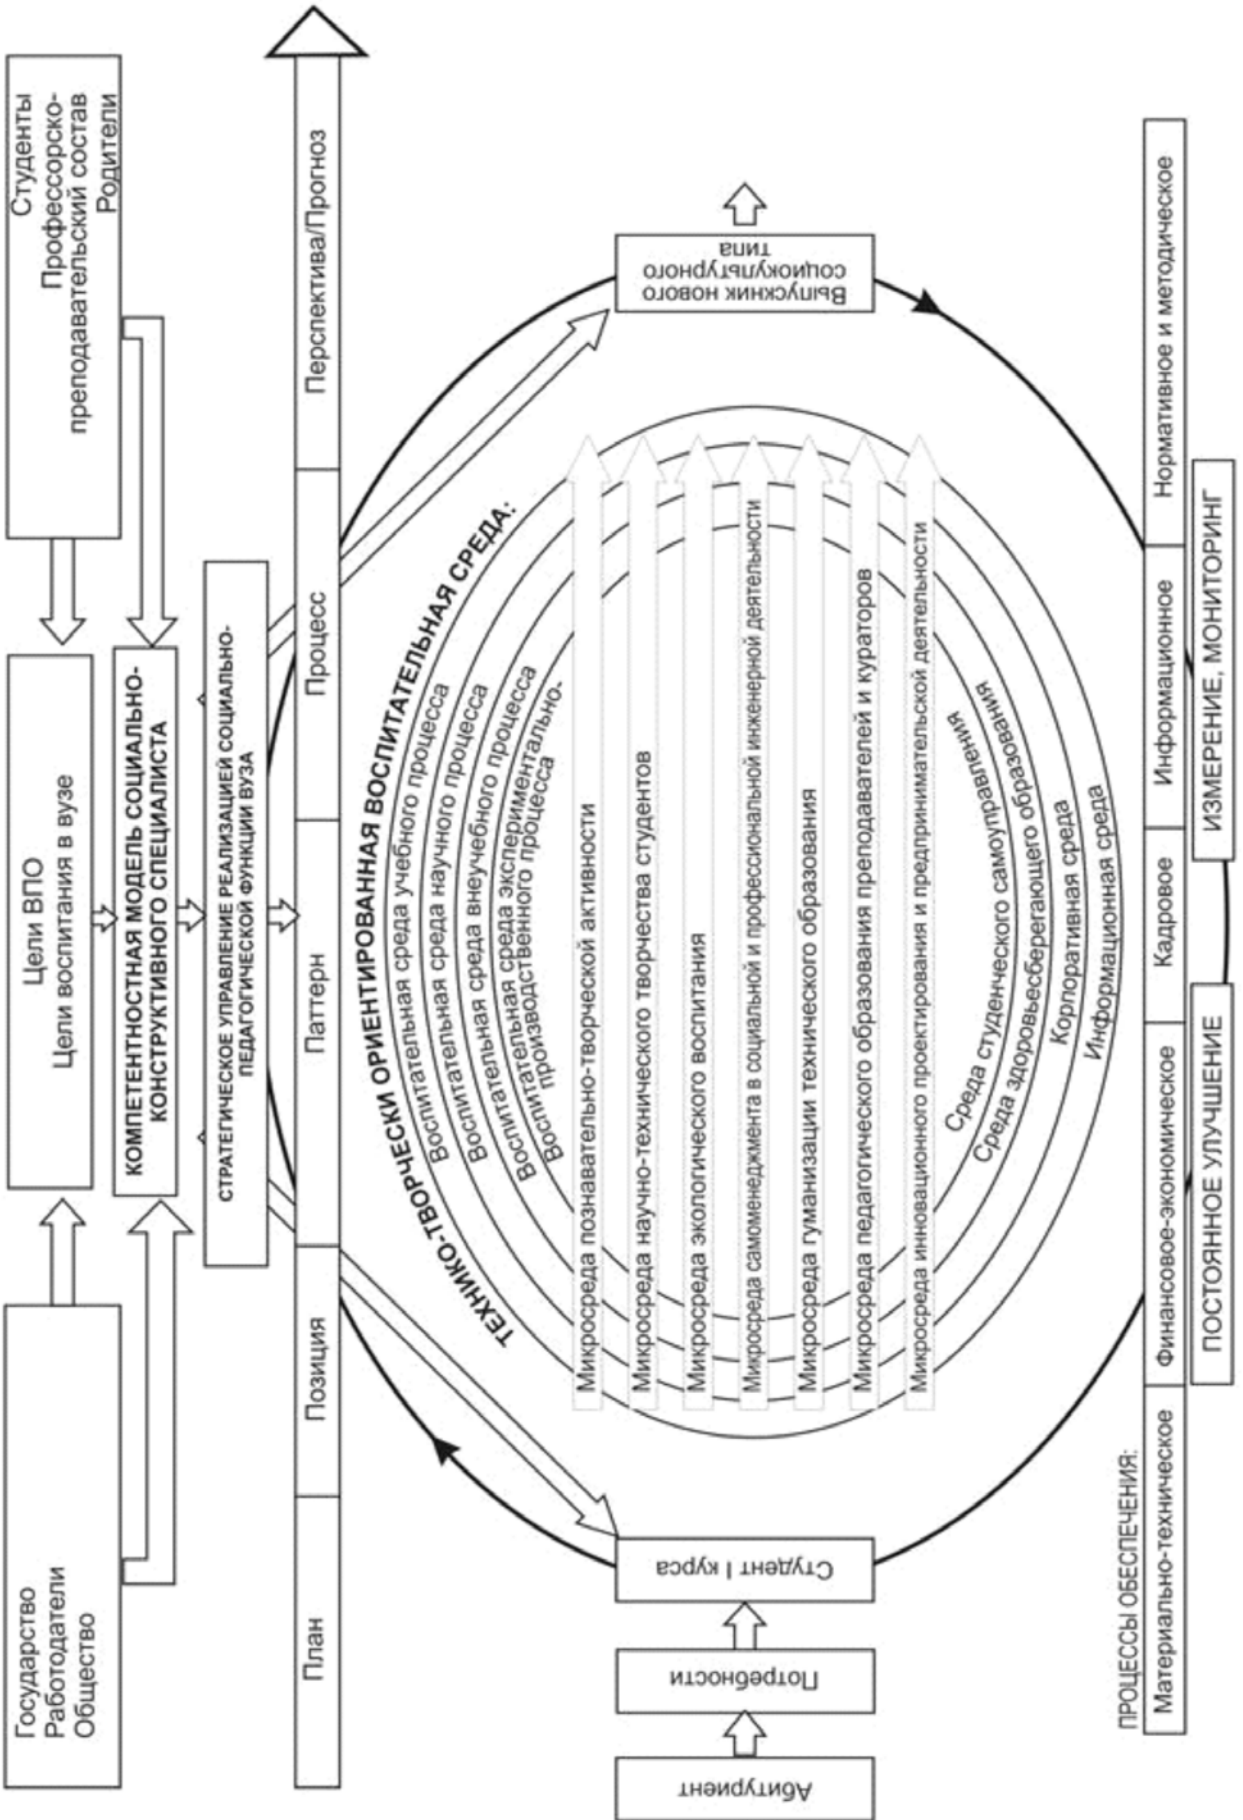 Государство
Работодатели
Общество
Цели ВПО
Цели воспитания в вузе
Студенты
Профессорско-
преподавательский состав
Родители
КОМПЕТЕНТНОСТНАЯ МОДЕЛЬ СОЦИАЛЬНО-
КОНСТРУКТИВНОГО СПЕЦИАЛИСТА
СТРАТЕГИЧЕСКОЕ УПРАВЛЕНИЕ РЕАЛИЗАЦИЕЙ СОЦИАЛЬНО-
ПЕДАГОГИЧЕСКОЙ ФУНКЦИИ ВУЗА
План
Позиция
Паттерн
Процесс
Перспектива/Прогноз
ТЕХНИКО-ТВОРЧЕСКИ ОРИЕНТИРОВАННАЯ ВОСПИТАТЕЛЬНАЯ СРЕДА:
Воспитательная среда учебного процесса
Воспитательная среда научного процесса
Воспитательная среда внеучебного процесса
Воспитательная среда экспериментально-
производственного процесса
Микросреда познавательно-творческой активности
Микросреда научно-технического творчества студентов
Микросреда экологического воспитания
Микросреда самоменеджмента в социальной и профессиональной инженерной деятельности
Микросреда гуманизации технического образования
Микросреда педагогического образования преподавателей и кураторов
Микросреда инновационного проектирования и предпринимательской деятельности
Среда студенческого самоуправления
Среда здоровьесберегающего образования
Корпоративная среда
Информационная среда
Абитуриент
Потребности
Студент I курса
Выпускник нового
социокультурного
типа
ПРОЦЕССЫ ОБЕСПЕЧЕНИЯ:
Материально-техническое
Финансовое-экономическое
Кадровое
Информационное
Нормативное и методическое
ПОСТОЯННОЕ УЛУЧШЕНИЕ
ИЗМЕРЕНИЕ, МОНИТОРИНГ